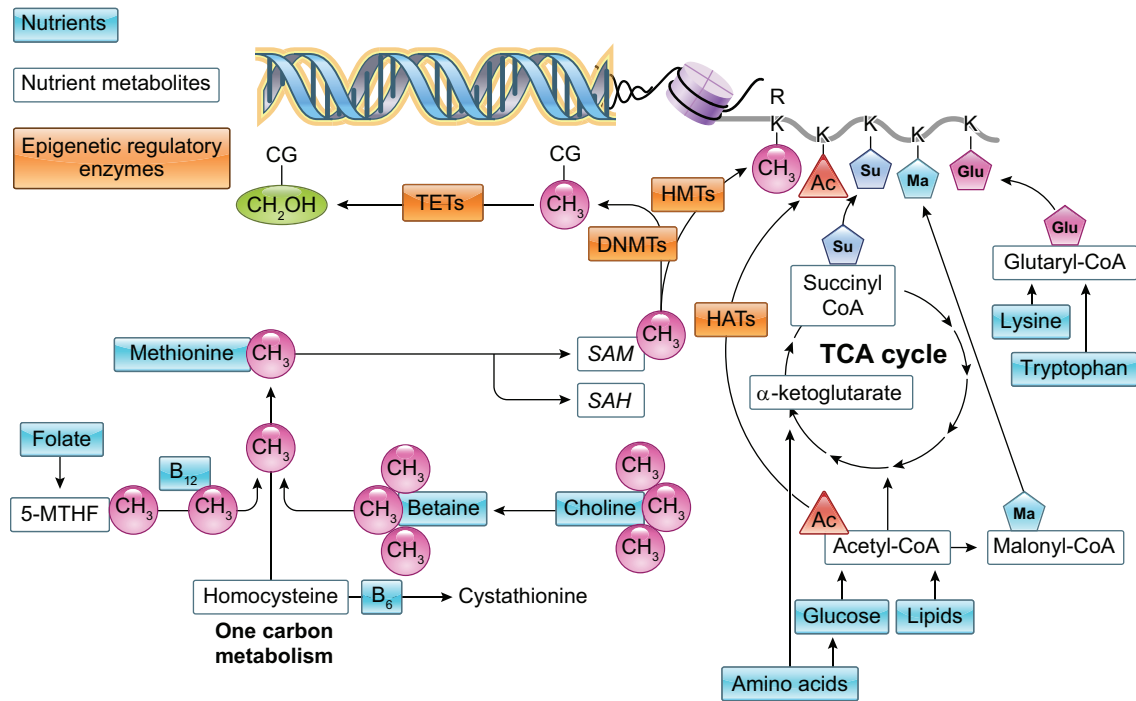 Nutrients
Nutrient metabolites
Epigenetic regulatory
enzymes
R
K
K
K
K
K
CH3
Ac
Su
Ma
Glu
CG
CG
CH2OH
TETs
CH3
HMTs
DNMTs
Su
Succinyl
CoA
Glu
Glutaryl-CoA
Lysine
Tryptophan
HATs
TCA cycle
α-ketoglutarate
Methionine
CH3
SAM
CH3
SAH
Folate
5-MTHF
CH3
B12
CH3
CH3
CH3
CH3
CH3
Betaine
Choline
CH3
CH3
CH3
Homocysteine
B6
Cystathionine
One carbon
metabolism
Ac
Acetyl-CoA
Ma
Malonyl-CoA
Glucose
Lipids
Amino acids